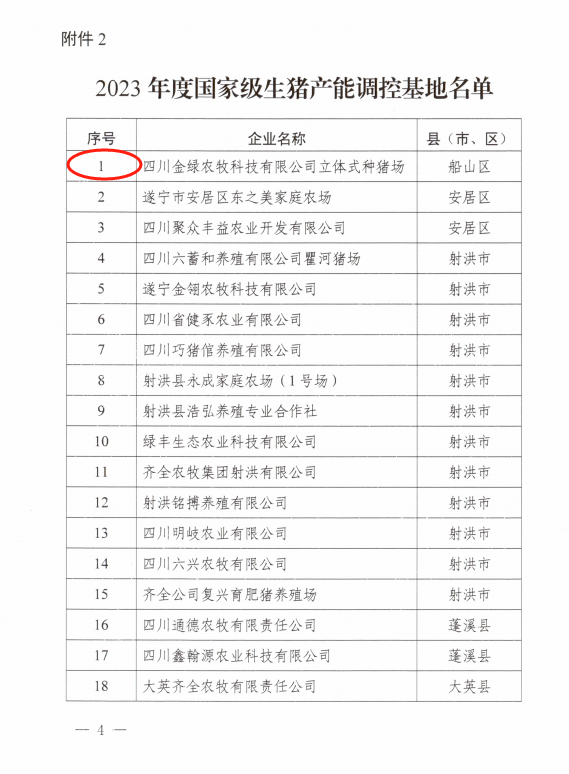 附件2
2023年度国家级生猪产能调控基地名单
序号 企业名称 县（市、区）
1 四川金绿农牧科技有限公司立体式种猪场 船山区
2 遂宁市安居区东之美家庭农场 安居区
3 四川聚众丰益农业开发有限公司 安居区
4 四川六蓄和养殖有限公司瞿河猪场 射洪市
5 遂宁金翎农牧科技有限公司 射洪市
6 四川省健豕农业有限公司 射洪市
7 四川巧猪倌养殖有限公司 射洪市
8 射洪县永成家庭农场（1号场） 射洪市
9 射洪县浩弘养殖专业合作社 射洪市
10 绿丰生态农业科技有限公司 射洪市
11 齐全农牧集团射洪有限公司 射洪市
12 射洪铭搏养殖有限公司 射洪市
13 四川明岐农业有限公司 射洪市
14 四川六兴农牧有限公司 射洪市
15 齐全公司复兴育肥猪养殖场 射洪市
16 四川通德农牧有限责任公司 蓬溪县
17 四川鑫翰源农业科技有限公司 蓬溪县
18 大英齐全农牧有限责任公司 大英县
— 4 —